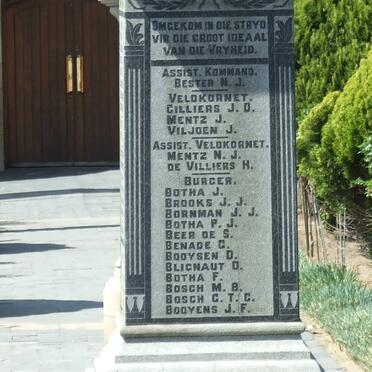 OMGEKOM IN DIE STRYD
VIR DIE GROOT IDEAAL
VAN DIE VRYHEID.
ASSIST. KOMMAND.
BESTER N. J.
VELDKORNET.
CILLIERS J. D.
MENTZ J.
VILJOEN J.
ASSIST. VELDKORNET.
MENTZ N. J.
DE VILLIERS H.
BURGER.
BOTHA J.
BROOKS J. J.
BORNMAN J. J.
BOTHA P. J.
BEER DE S.
BENADE C.
BOOYSEN D.
BLIGNAUT D.
BOTHA F.
BOSCH M. B.
BOSCH C. T. C.
BOOYENS J. F.